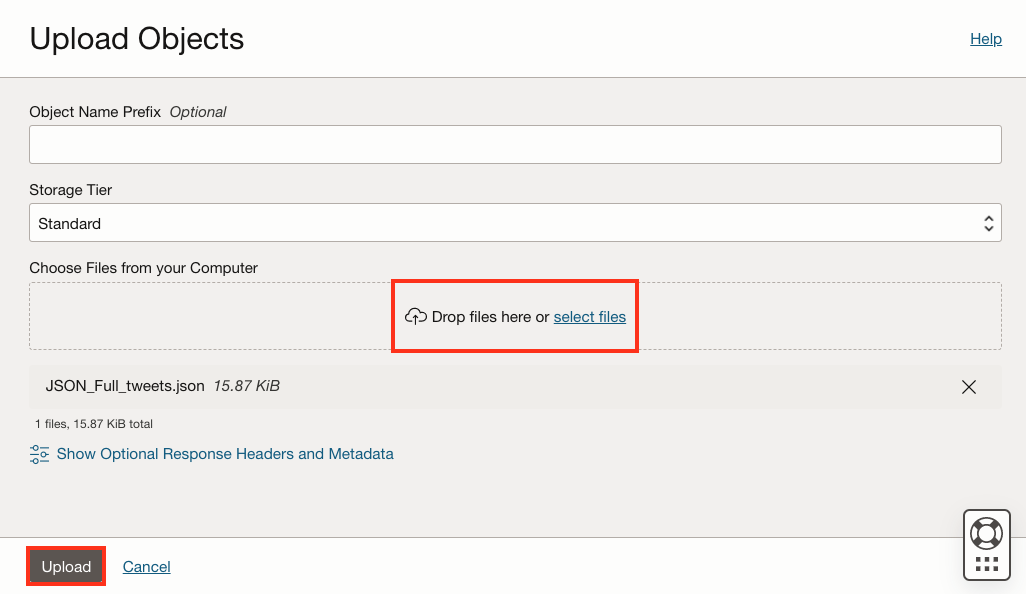 Upload Objects
Help
Object Name Prefix Optional
Storage Tier
Standard
Choose Files from your Computer
Drop files here or select files
JSON_Full_tweets.json 15.87 KiB
1 files, 15.87 KiB total
Show Optional Response Headers and Metadata
Upload Cancel